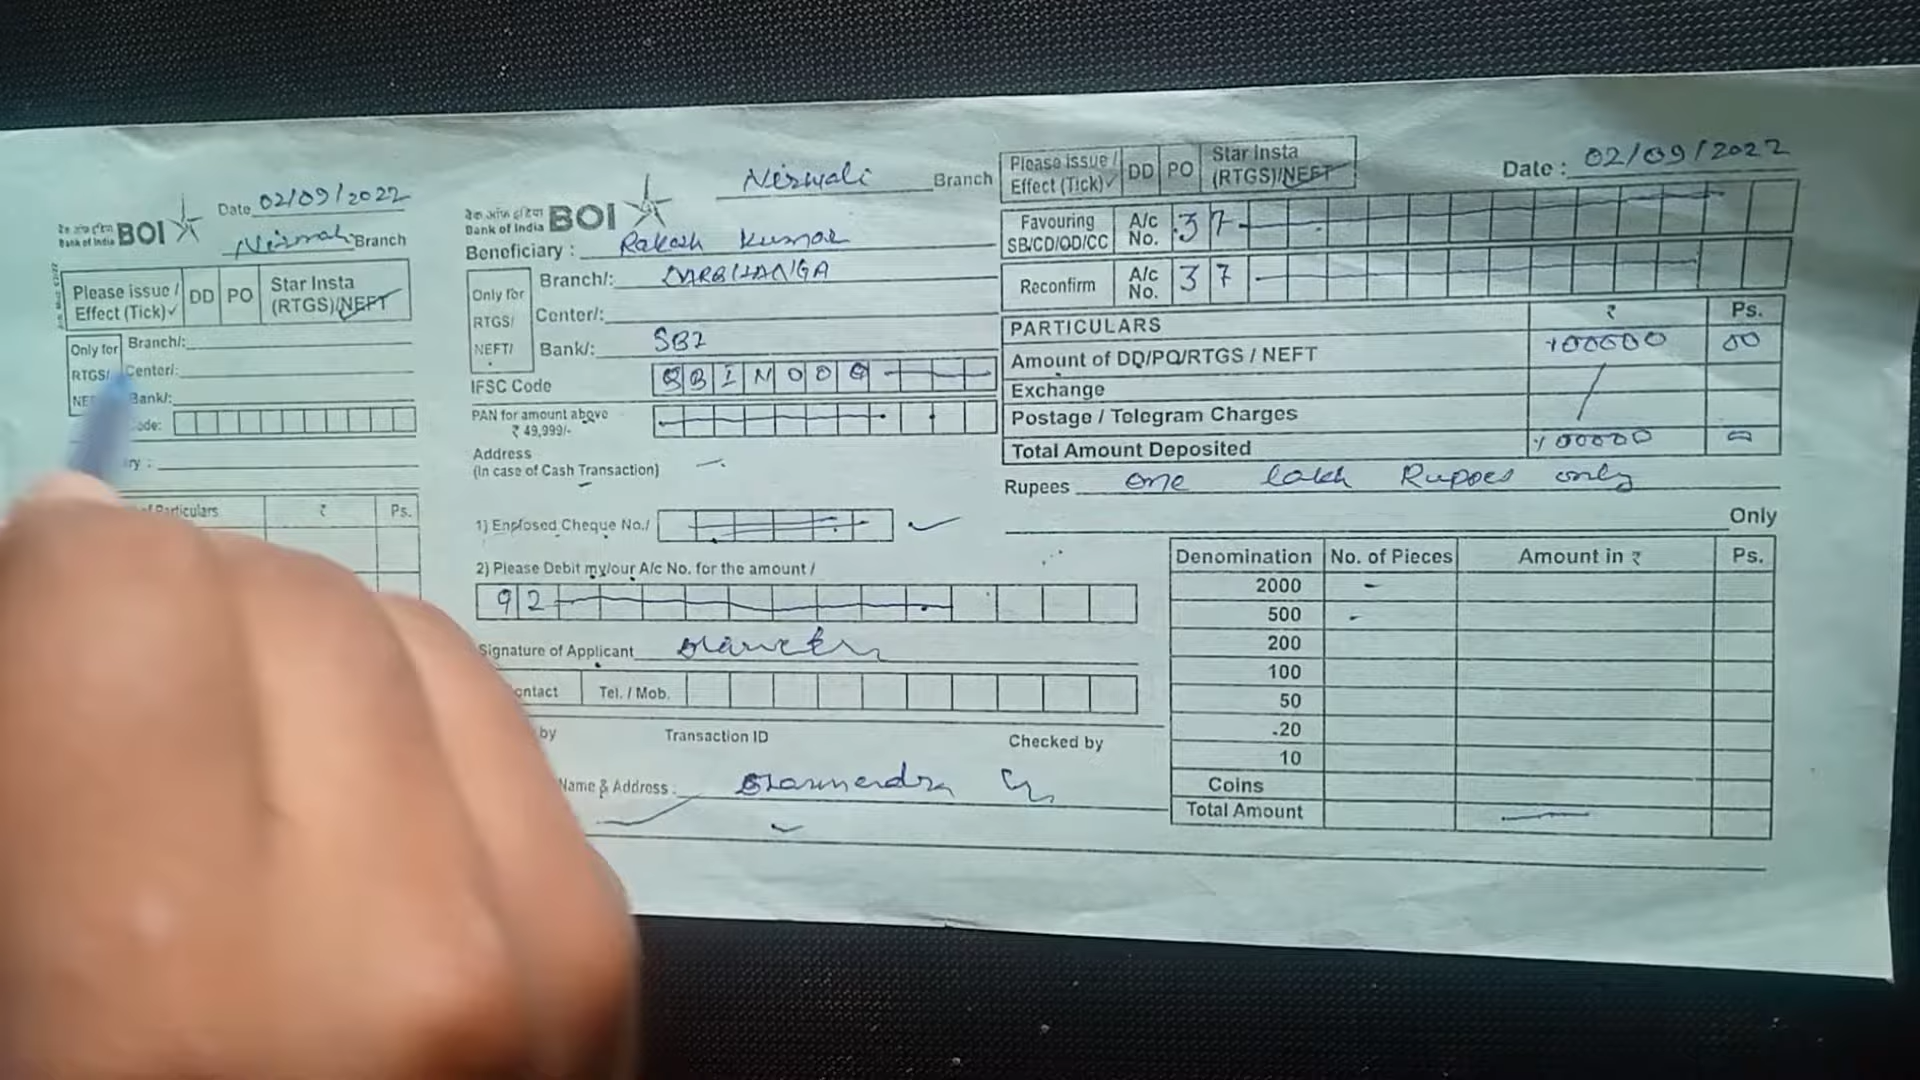 बैंक ऑफ इंडिया
Bank of India BOI
Date 02/09/2022
Nirmali Branch
Please issue / Effect (Tick)✓ DD PO Star Insta (RTGS)/NEFT
Only for RTGS/
Branch/:
Center/:
Bank/:
Particulars ₹ Ps.
बैंक ऑफ इंडिया
Bank of India BOI
Nirmali Branch
Beneficiary : Rakesh Kumar
Only for RTGS/ NEFT/
Branch/: DARBHANGA
Center/:
Bank/: SBI
IFSC Code SBIN000
PAN for amount above ₹ 49,999/-
Address
(In case of Cash Transaction)
1) Enclosed Cheque No./
2) Please Debit my/our A/c No. for the amount /
92
Signature of Applicant
Tel. / Mob.
by Transaction ID Checked by
Name & Address : Dharmendra
Please issue / Effect (Tick)✓ DD PO Star Insta (RTGS)/NEFT
Date : 02/09/2022
Favouring SB/CD/OD/CC A/c No. 37
Reconfirm A/c No. 37
PARTICULARS ₹ Ps.
Amount of DD/PO/RTGS / NEFT 100000 00
Exchange
Postage / Telegram Charges
Total Amount Deposited 100000
Rupees one lakh Rupees only
Only
Denomination No. of Pieces Amount in ₹ Ps.
2000 -
500 -
200
100
50
20
10
Coins
Total Amount